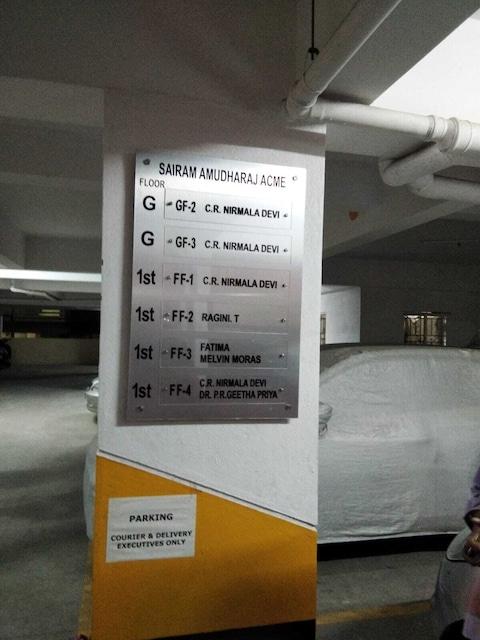 SAIRAM AMUDHARAJ ACME
FLOOR
G GF-2 C.R. NIRMALA DEVI
G GF-3 C.R. NIRMALA DEVI
1st FF-1 C.R. NIRMALA DEVI
1st FF-2 RAGINI. T
1st FF-3 FATIMA
MELVIN MORAS
1st FF-4 C.R. NIRMALA DEVI
DR. P.R.GEETHA PRIYA
PARKING
COURIER & DELIVERY
EXECUTIVES ONLY